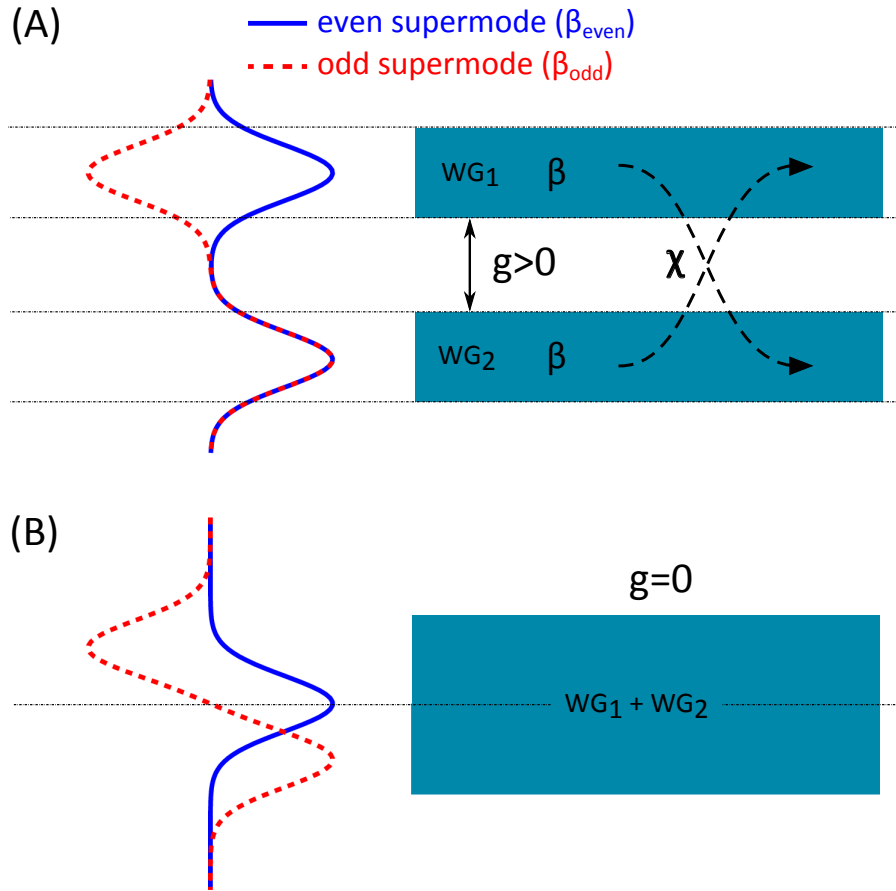 (A)
even supermode (βeven)
odd supermode (βodd)
WG1 β
g>0 χ
WG2 β
(B)
g=0
WG1 + WG2